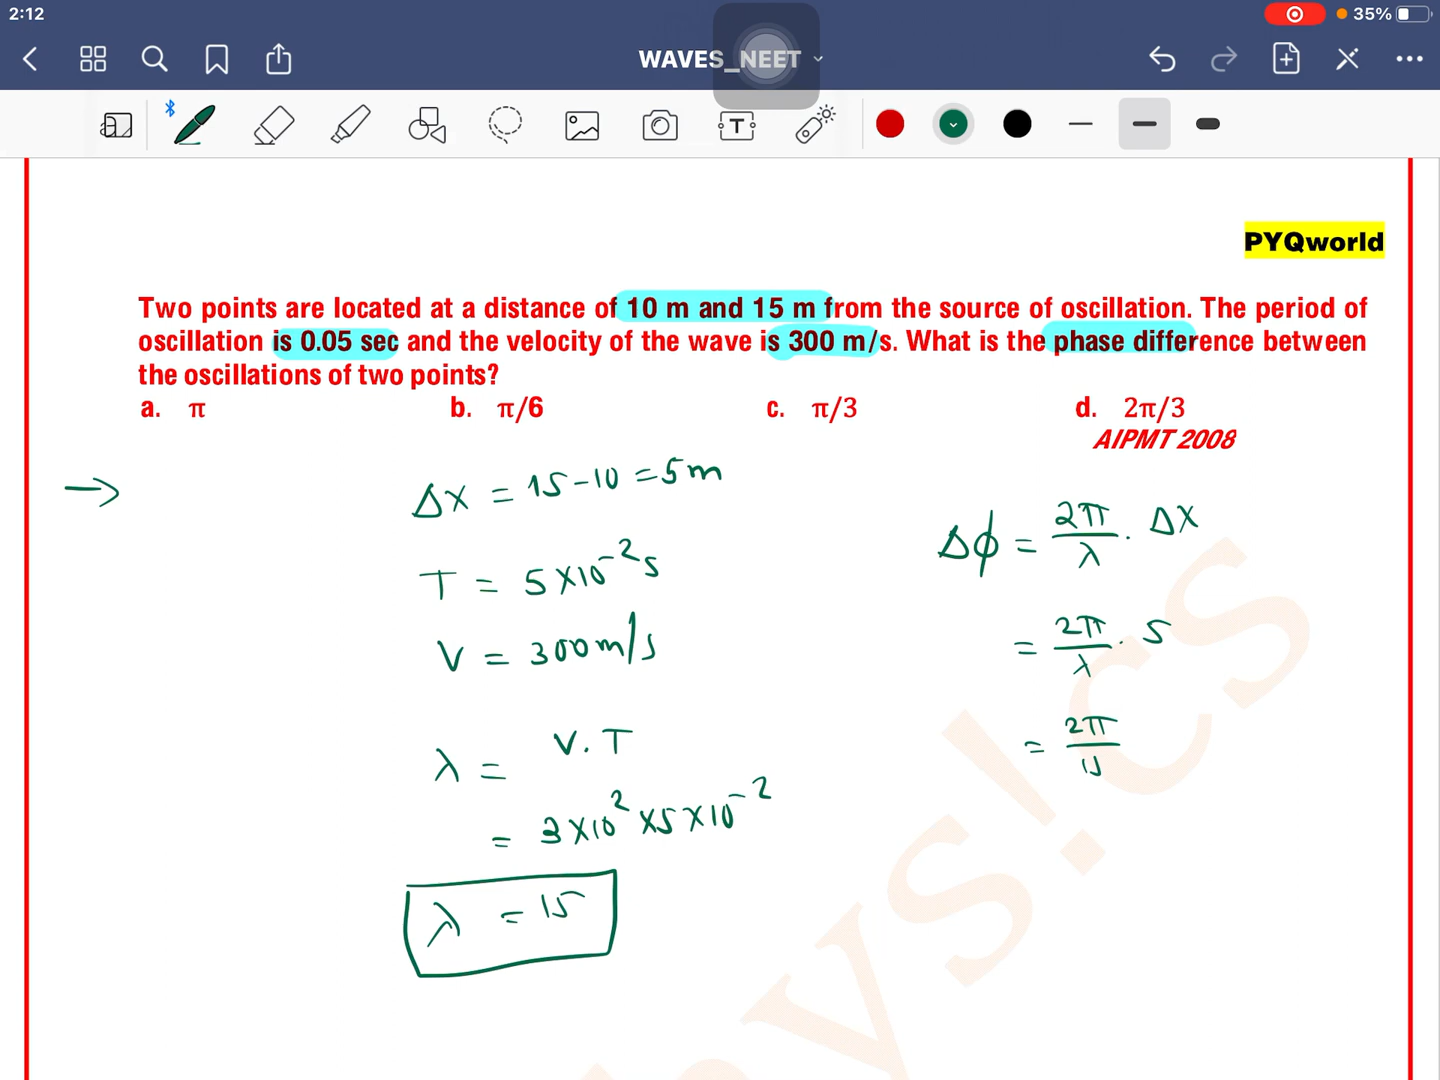 2:12
35%
WAVES_NEET
T
PYQworld
Two points are located at a distance of 10 m and 15 m from the source of oscillation. The period of
oscillation is 0.05 sec and the velocity of the wave is 300 m/s. What is the phase difference between
the oscillations of two points?
a. π b. π/6 c. π/3 d. 2π/3
AIPMT 2008
Δx = 15-10 = 5m
T = 5×10⁻²s
V = 300m/s
λ = V.T
= 3×10² ×5×10⁻²
λ = 15
Δϕ = 2π/λ . Δx
= 2π/λ . 5
= 2π/15